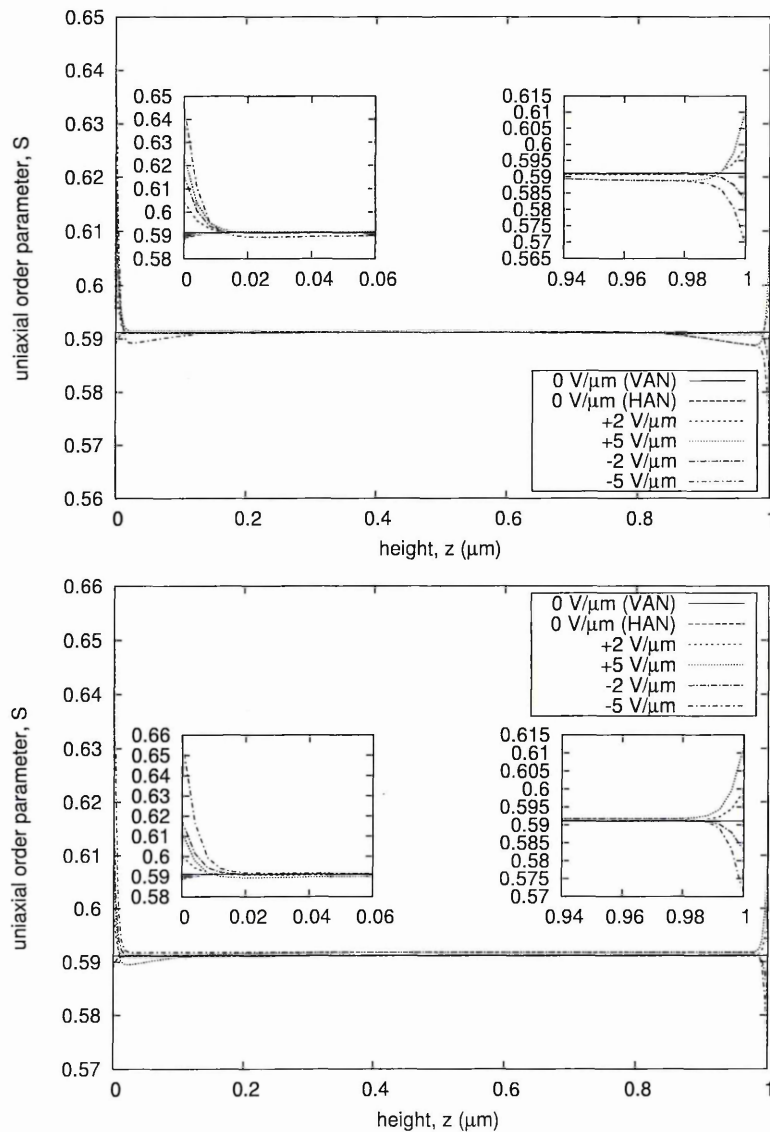 0.65
0.64
0.63
0.62
0.61
0.6
0.59
0.58
0.57
0.56
uniaxial order parameter, S
0 0.2 0.4 0.6 0.8 1
height, z (μm)
0.65
0.64
0.63
0.62
0.61
0.6
0.59
0.58
0 0.02 0.04 0.06
0.615
0.61
0.605
0.6
0.595
0.59
0.585
0.58
0.575
0.57
0.565
0.94 0.96 0.98 1
0 V/μm (VAN)
0 V/μm (HAN)
+2 V/μm
+5 V/μm
-2 V/μm
-5 V/μm
0.66
0.65
0.64
0.63
0.62
0.61
0.6
0.59
0.58
0.57
uniaxial order parameter, S
0 0.2 0.4 0.6 0.8 1
height, z (μm)
0 V/μm (VAN)
0 V/μm (HAN)
+2 V/μm
+5 V/μm
-2 V/μm
-5 V/μm
0.66
0.65
0.64
0.63
0.62
0.61
0.6
0.59
0.58
0 0.02 0.04 0.06
0.615
0.61
0.605
0.6
0.595
0.59
0.585
0.58
0.575
0.57
0.94 0.96 0.98 1